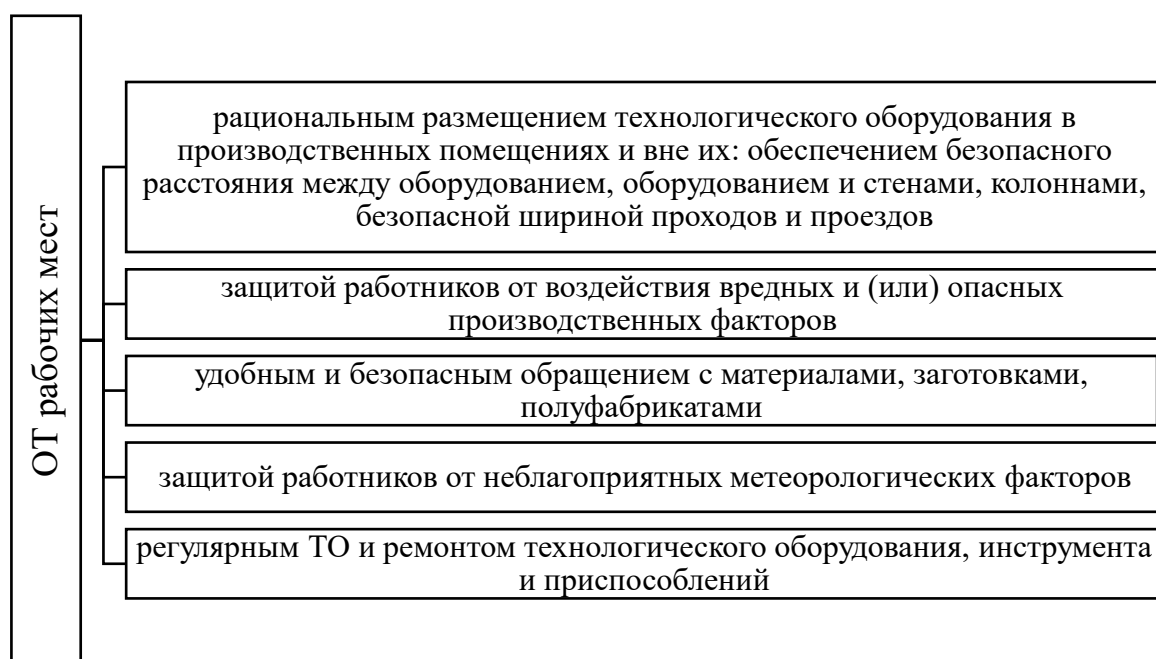 ОТ рабочих мест
рациональным размещением технологического оборудования в
производственных помещениях и вне их: обеспечением безопасного
расстояния между оборудованием, оборудованием и стенами, колоннами,
безопасной шириной проходов и проездов
защитой работников от воздействия вредных и (или) опасных
производственных факторов
удобным и безопасным обращением с материалами, заготовками,
полуфабрикатами
защитой работников от неблагоприятных метеорологических факторов
регулярным ТО и ремонтом технологического оборудования, инструмента
и приспособлений